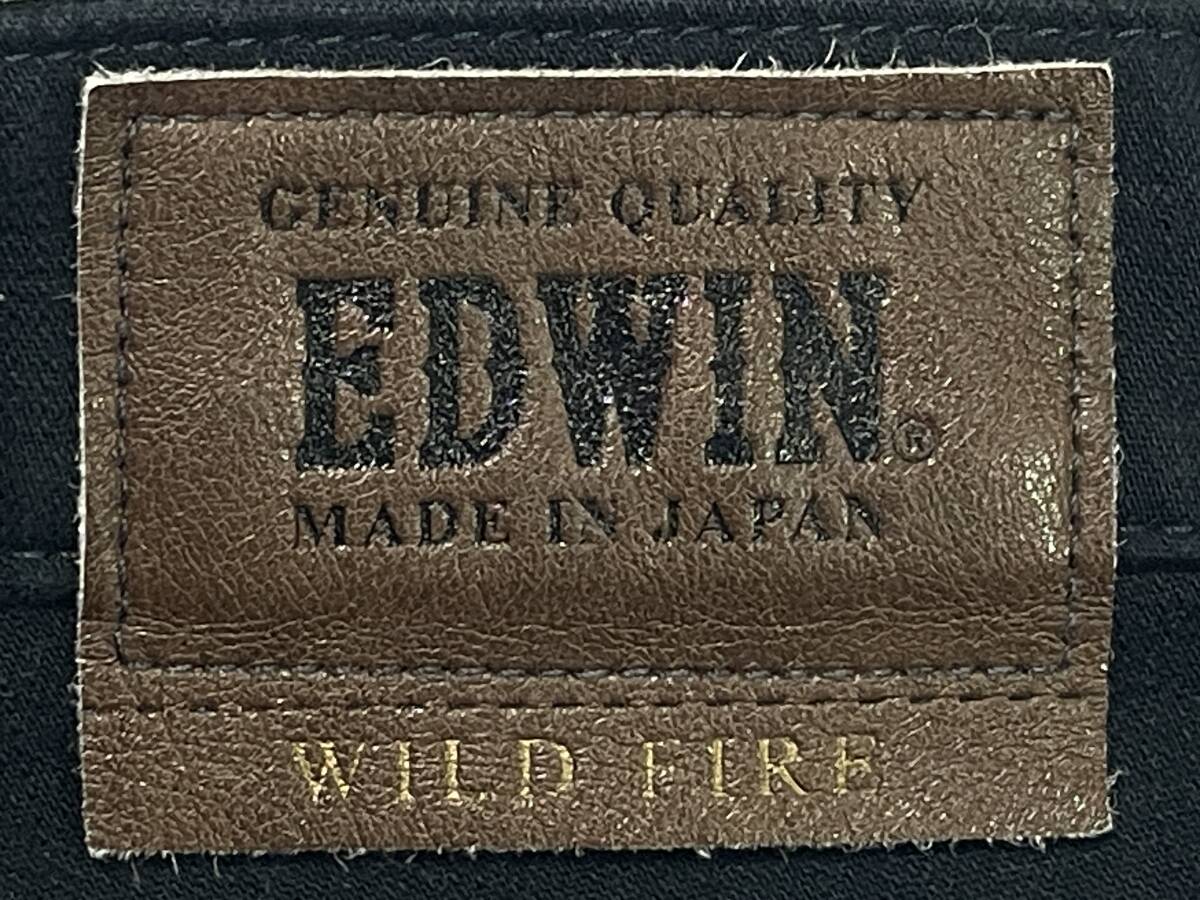 GENUINE QUALITY
EDWIN®
MADE IN JAPAN
WILD FIRE